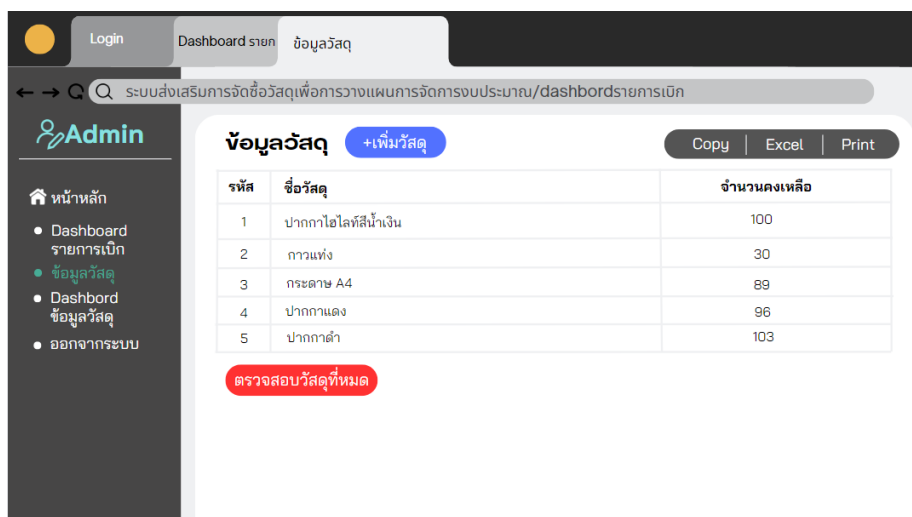 Login
Dashboard รายก
ข้อมูลวัสดุ
ระบบส่งเสริมการจัดซื้อวัสดุเพื่อการวางแผนการจัดการงบประมาณ/dashbordรายการเบิก
Admin
หน้าหลัก
Dashboard
รายการเบิก
ข้อมูลวัสดุ
Dashbord
ข้อมูลวัสดุ
ออกจากระบบ
ข้อมูลวัสดุ +เพิ่มวัสดุ Copy | Excel | Print
รหัส ชื่อวัสดุ จำนวนคงเหลือ
1 ปากกาไฮไลท์สีน้ำเงิน 100
2 กาวแท่ง 30
3 กระดาษ A4 89
4 ปากกาแดง 96
5 ปากกาดำ 103
ตรวจสอบวัสดุที่หมด